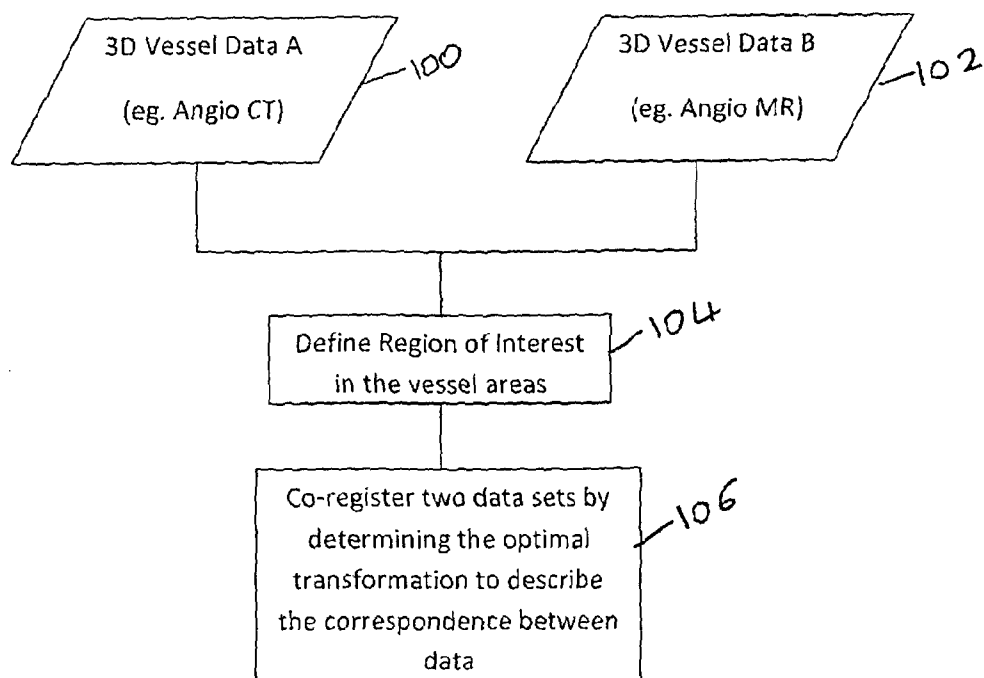 3D Vessel Data A
(eg. Angio CT)
100
3D Vessel Data B
(eg. Angio MR)
102
Define Region of Interest
in the vessel areas
104
Co-register two data sets by
determining the optimal
transformation to describe
the correspondence between
data
106